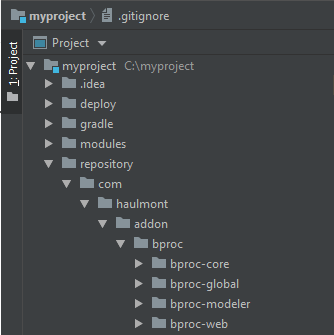 myproject .gitignore
1: Project
Project
myproject C:\myproject
.idea
deploy
gradle
modules
repository
com
haulmont
addon
bproc
bproc-core
bproc-global
bproc-modeler
bproc-web